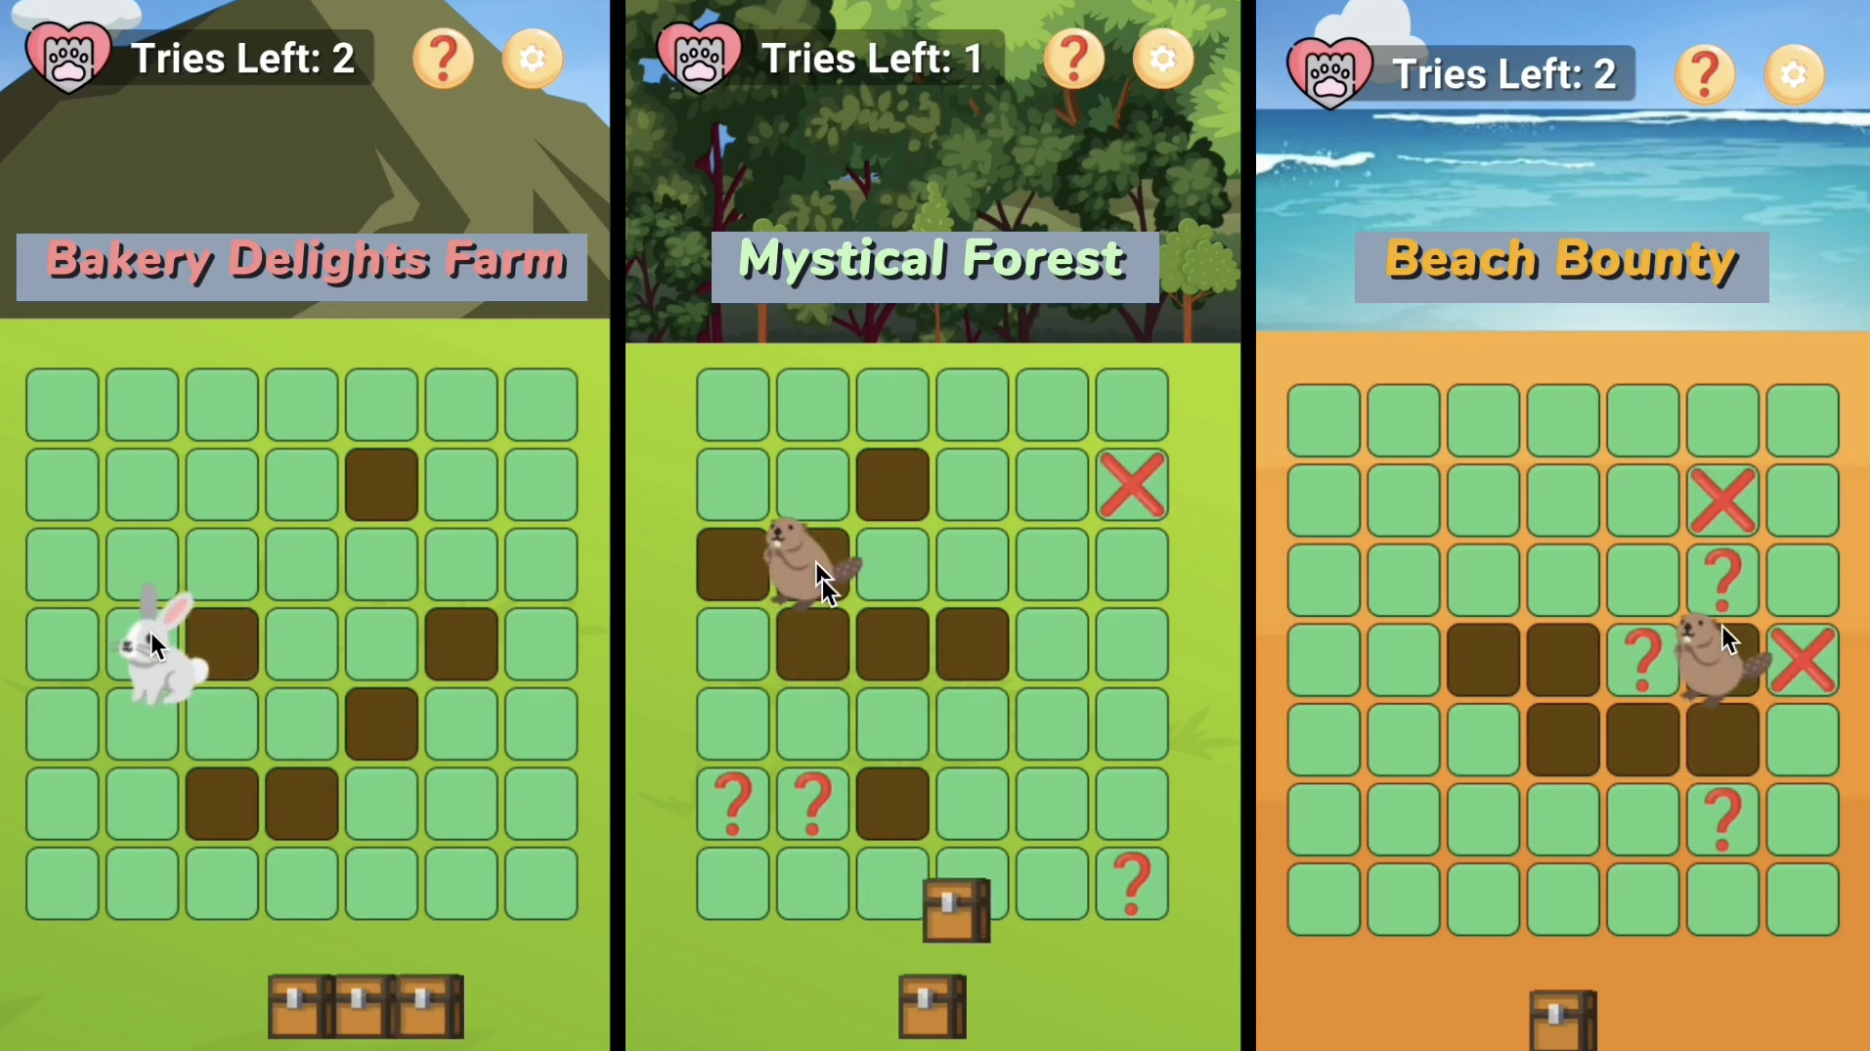 Tries Left: 2
❓
Bakery Delights Farm
Tries Left: 1
❓
Mystical Forest
❌
❓ ❓
❓
Tries Left: 2
❓
Beach Bounty
❌
❓
❓ ❌
❓